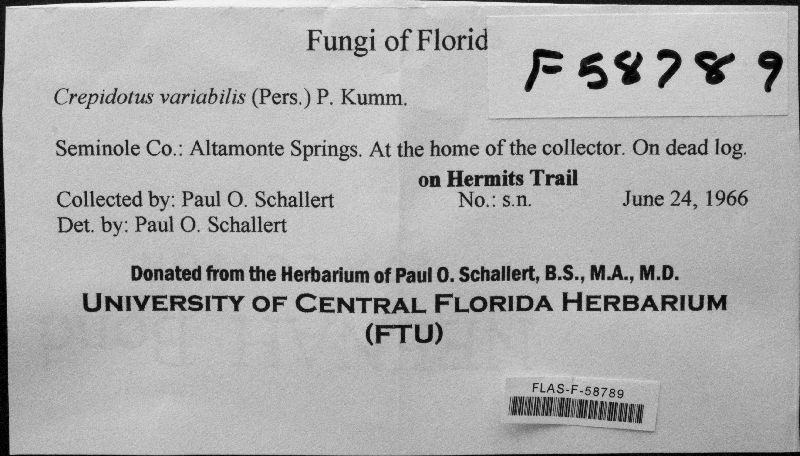 Fungi of Florid
F58789
Crepidotus variabilis (Pers.) P. Kumm.
Seminole Co.: Altamonte Springs. At the home of the collector. On dead log.
on Hermits Trail
Collected by: Paul O. Schallert No.: s.n. June 24, 1966
Det. by: Paul O. Schallert
Donated from the Herbarium of Paul O. Schallert, B.S., M.A., M.D.
UNIVERSITY OF CENTRAL FLORIDA HERBARIUM
(FTU)
FLAS-F-58789